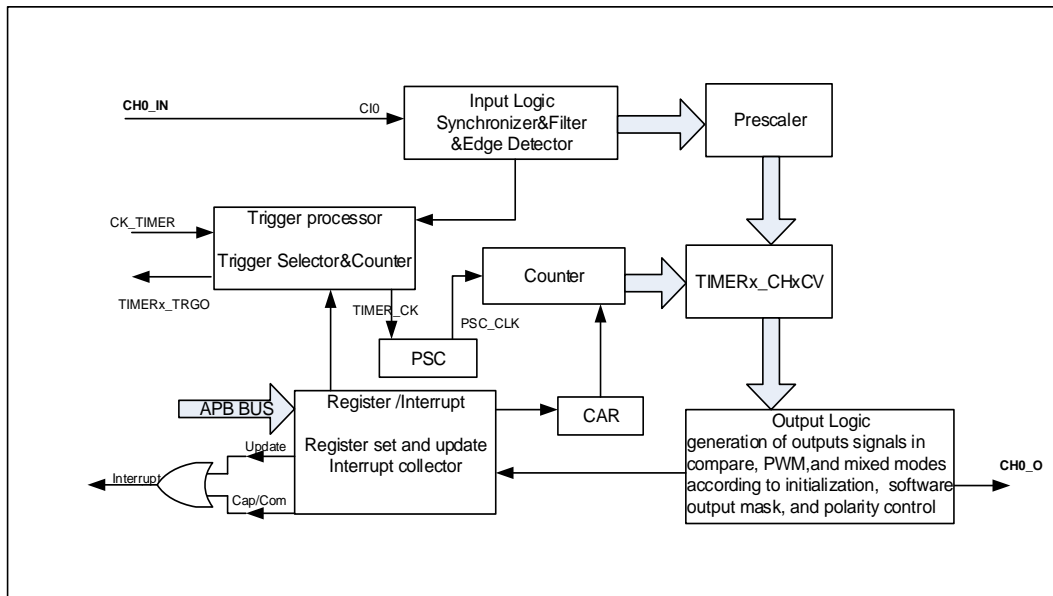 CH0_IN
CI0
Input Logic
Synchronizer&Filter
&Edge Detector
Prescaler
CK_TIMER
Trigger processor
Trigger Selector&Counter
TIMERx_TRGO
TIMER_CK
PSC
PSC_CLK
Counter
TIMERx_CHxCV
APB BUS
Register /Interrupt
Register set and update
Interrupt collector
CAR
Update
Cap/Com
Interrupt
Output Logic
generation of outputs signals in
compare, PWM,and mixed modes
according to initialization, software
output mask, and polarity control
CH0_O